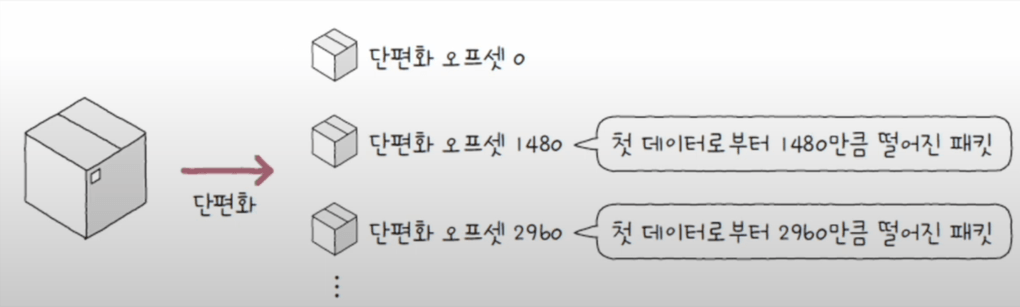 단편화 오프셋 0
단편화 오프셋 1480
첫 데이터로부터 1480만큼 떨어진 패킷
단편화
단편화 오프셋 2960
첫 데이터로부터 2960만큼 떨어진 패킷
⋮